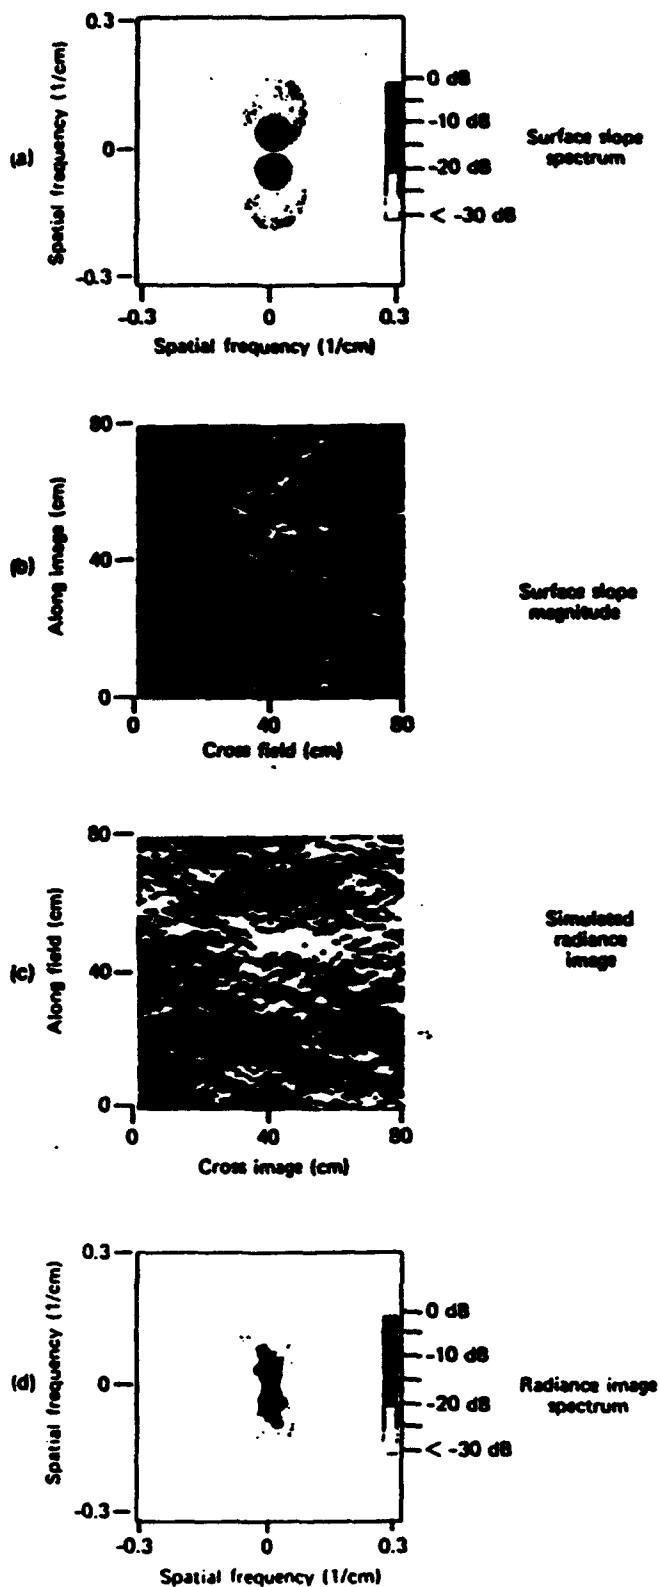 (a)
Spatial frequency (1/cm)
0.3
0
-0.3
-0.3
0
0.3
Spatial frequency (1/cm)
0 dB
-10 dB
-20 dB
< -30 dB
Surface slope
spectrum
(b)
Along image (cm)
80
40
0
0
40
80
Cross field (cm)
Surface slope
magnitude
(c)
Along field (cm)
80
40
0
0
40
80
Cross image (cm)
Simulated
radiance
image
(d)
Spatial frequency (1/cm)
0.3
0
-0.3
-0.3
0
0.3
Spatial frequency (1/cm)
0 dB
-10 dB
-20 dB
< -30 dB
Radiance image
spectrum